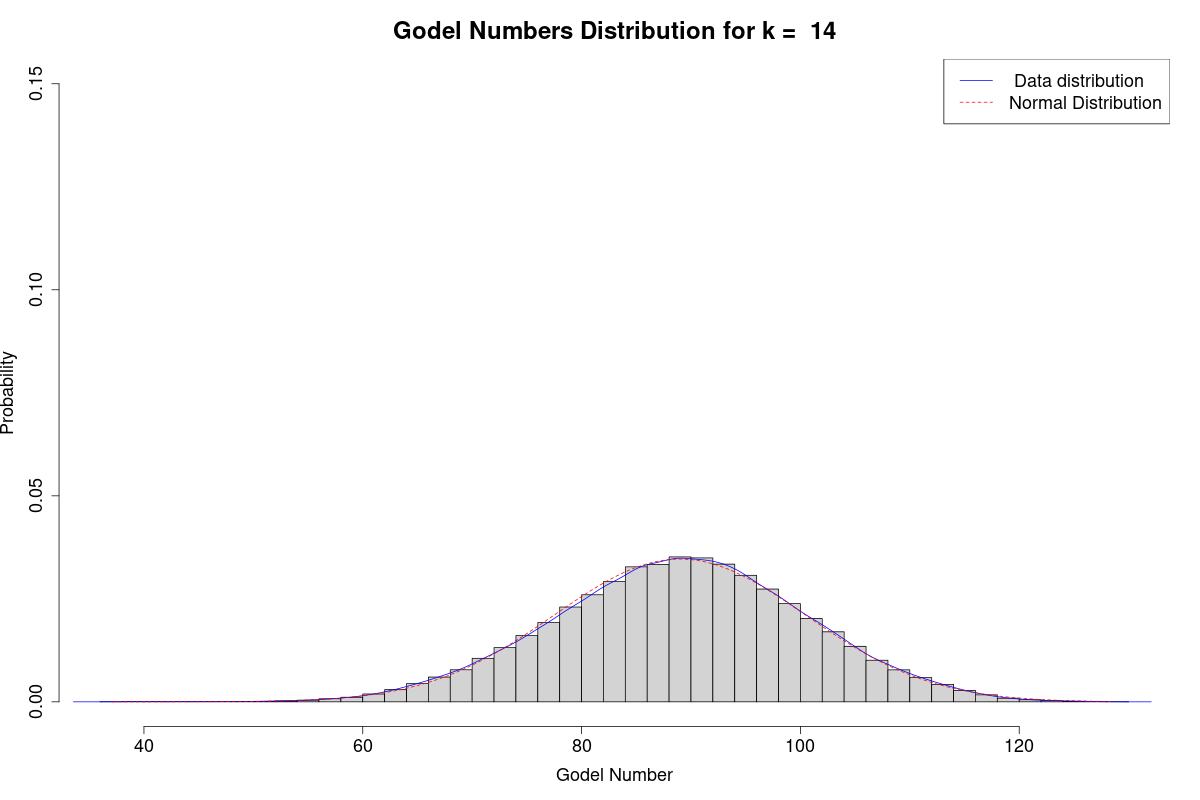 Godel Numbers Distribution for k =  14
Data distribution
Normal Distribution
0.15
0.10
0.05
0.00
Probability
40 60 80 100 120
Godel Number